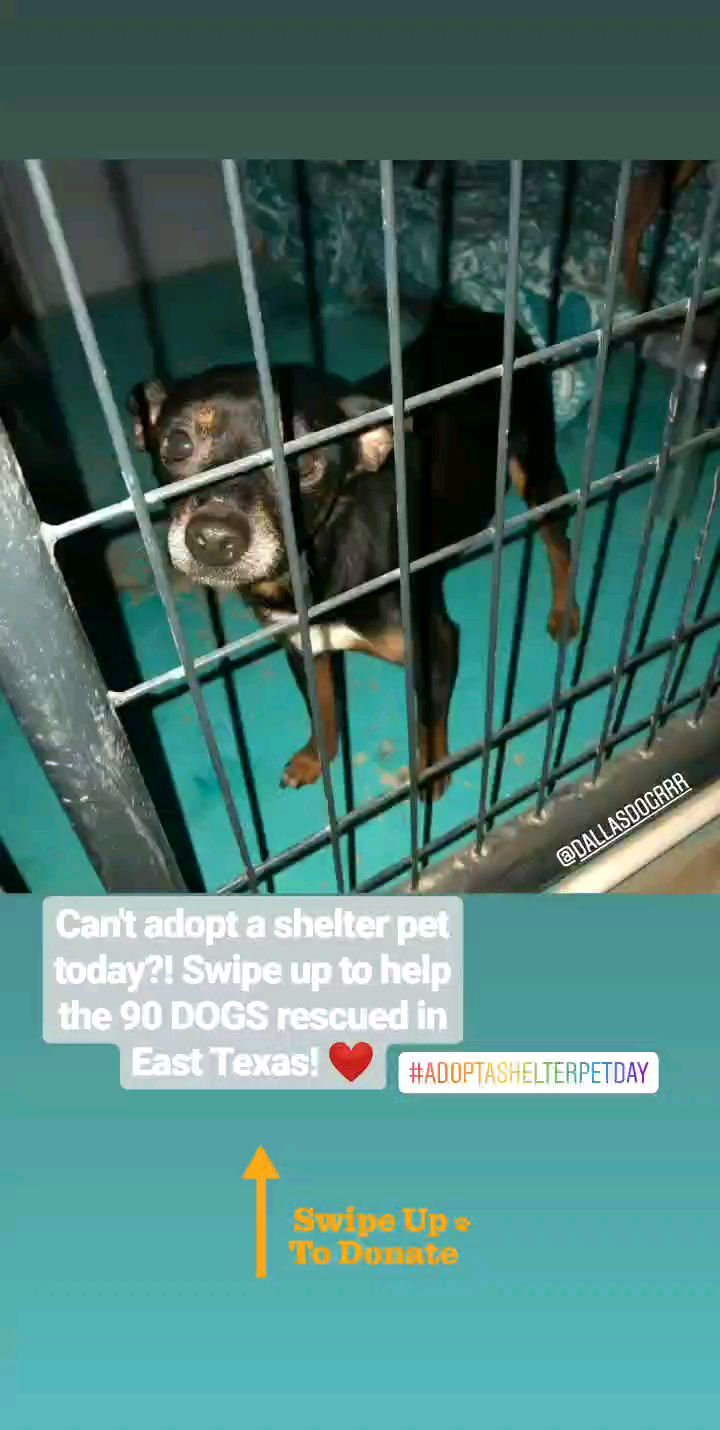 @DALLASDOGRRR
Can't adopt a shelter pet
today?! Swipe up to help
the 90 DOGS rescued in
East Texas! ❤️
#ADOPTASHELTERPETDAY
Swipe Up
To Donate